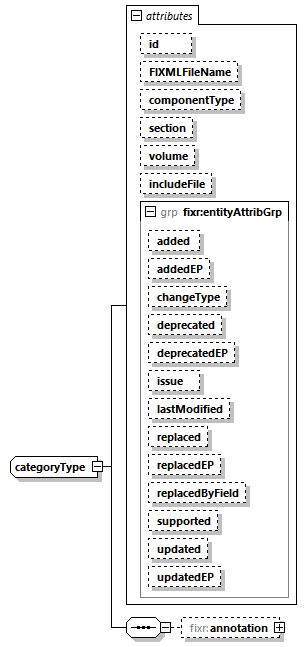 attributes
id
FIXMLFileName
componentType
section
volume
includeFile
grp fixr:entityAttribGrp
added
addedEP
changeType
deprecated
deprecatedEP
issue
lastModified
replaced
replacedEP
replacedByField
supported
updated
updatedEP
categoryType
fixr:annotation